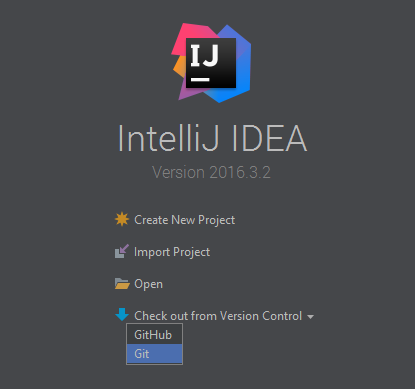 IJ
IntelliJ IDEA
Version 2016.3.2
Create New Project
Import Project
Open
Check out from Version Control
GitHub
Git